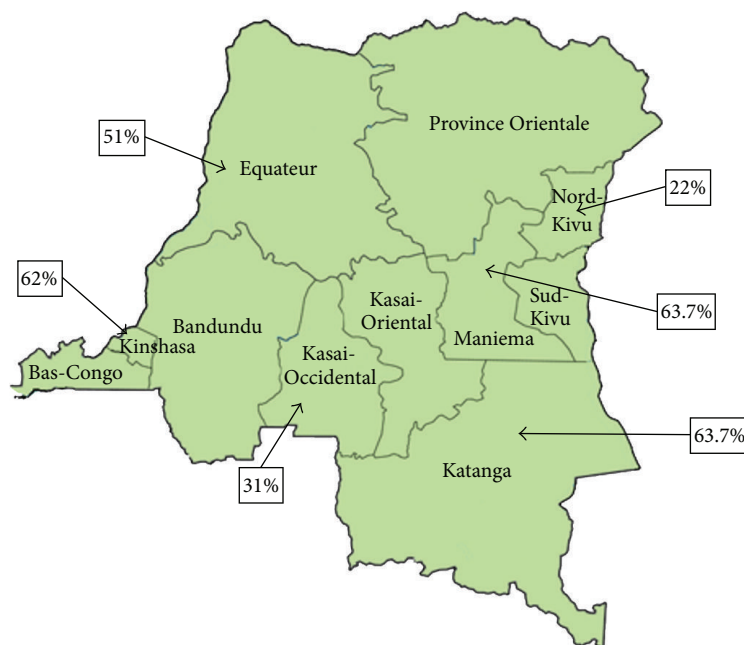 Province Orientale
51%
Equateur
22%
Nord-
Kivu
62%
Kasai-
Oriental
Sud-
Kivu
63.7%
Bandundu
Kinshasa
Maniema
Kasai-
Occidental
Bas-Congo
63.7%
Katanga
31%